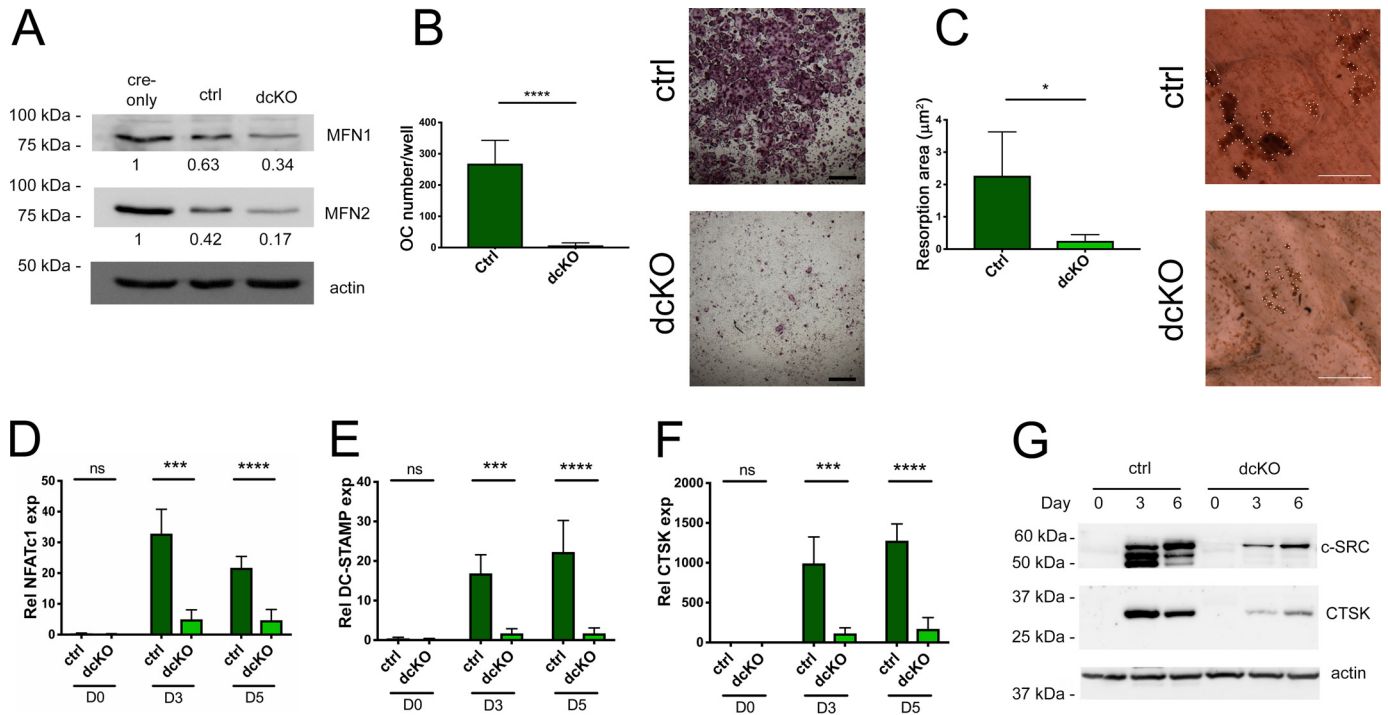 A
cre-
only
ctrl
dcKO
100 kDa -
75 kDa -
MFN1
1
0.63
0.34
100 kDa -
75 kDa -
MFN2
1
0.42
0.17
50 kDa -
actin
B
****
OC number/well
400
300
200
100
0
Ctrl
dcKO
ctrl
dcKO
C
*
Resorption area (µm²)
4
3
2
1
0
Ctrl
dcKO
ctrl
dcKO
D
ns
***
****
Rel NFATc1 exp
50
40
30
20
10
0
ctrl
dcKO
ctrl
dcKO
ctrl
dcKO
D0
D3
D5
E
ns
***
****
Rel DC-STAMP exp
40
30
20
10
0
ctrl
dcKO
ctrl
dcKO
ctrl
dcKO
D0
D3
D5
F
ns
***
****
Rel CTSK exp
2000
1500
1000
500
0
ctrl
dcKO
ctrl
dcKO
ctrl
dcKO
D0
D3
D5
G
ctrl
dcKO
Day
0
3
6
0
3
6
60 kDa -
50 kDa -
c-SRC
37 kDa -
25 kDa -
CTSK
37 kDa -
actin